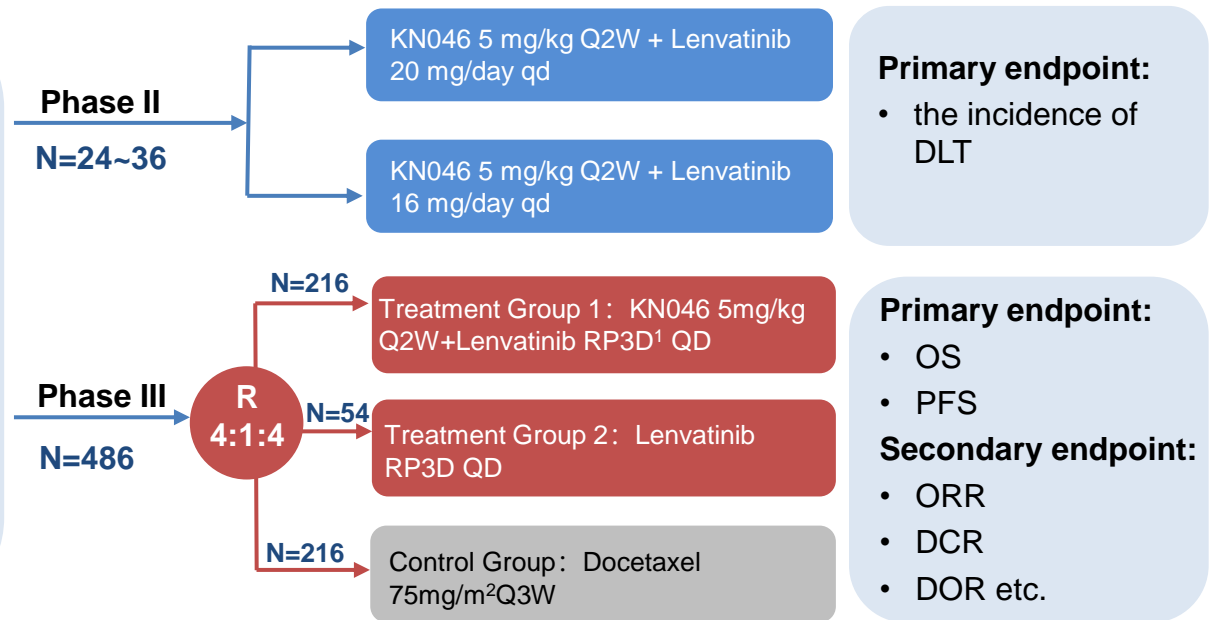 Phase II
N=24~36
KN046 5 mg/kg Q2W + Lenvatinib
20 mg/day qd
KN046 5 mg/kg Q2W + Lenvatinib
16 mg/day qd
Primary endpoint:
• the incidence of
DLT
Phase III
N=486
R
4:1:4
N=216
Treatment Group 1：KN046 5mg/kg
Q2W+Lenvatinib RP3D¹ QD
N=54
Treatment Group 2：Lenvatinib
RP3D QD
N=216
Control Group：Docetaxel
75mg/m²Q3W
Primary endpoint:
• OS
• PFS
Secondary endpoint:
• ORR
• DCR
• DOR etc.